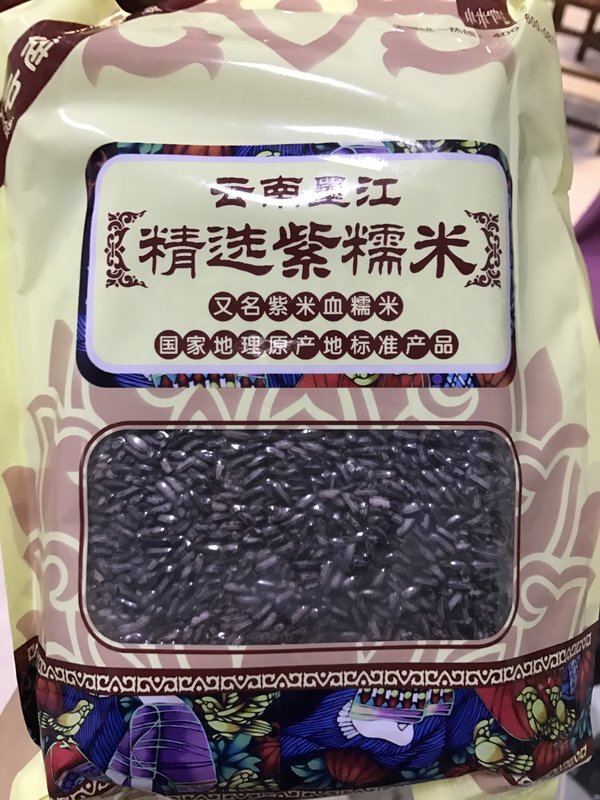 云南墨江
精选紫糯米
又名紫米血糯米
国家地理原产地标准产品